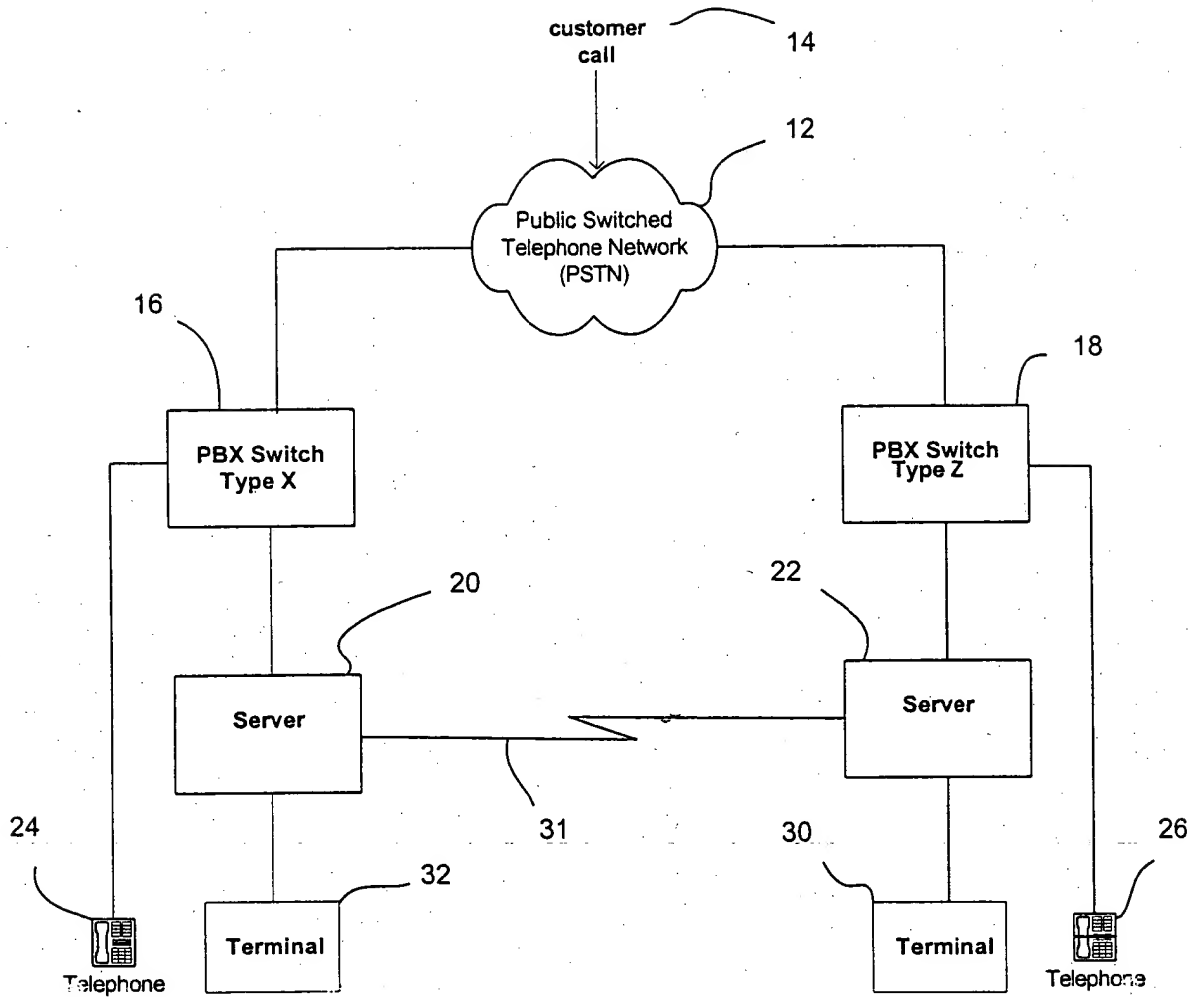 customer
call
14
12
Public Switched
Telephone Network
(PSTN)
16
18
PBX Switch
Type X
PBX Switch
Type Z
20
22
Server
Server
31
24
32
30
26
Terminal
Terminal
Telephone
Telephone